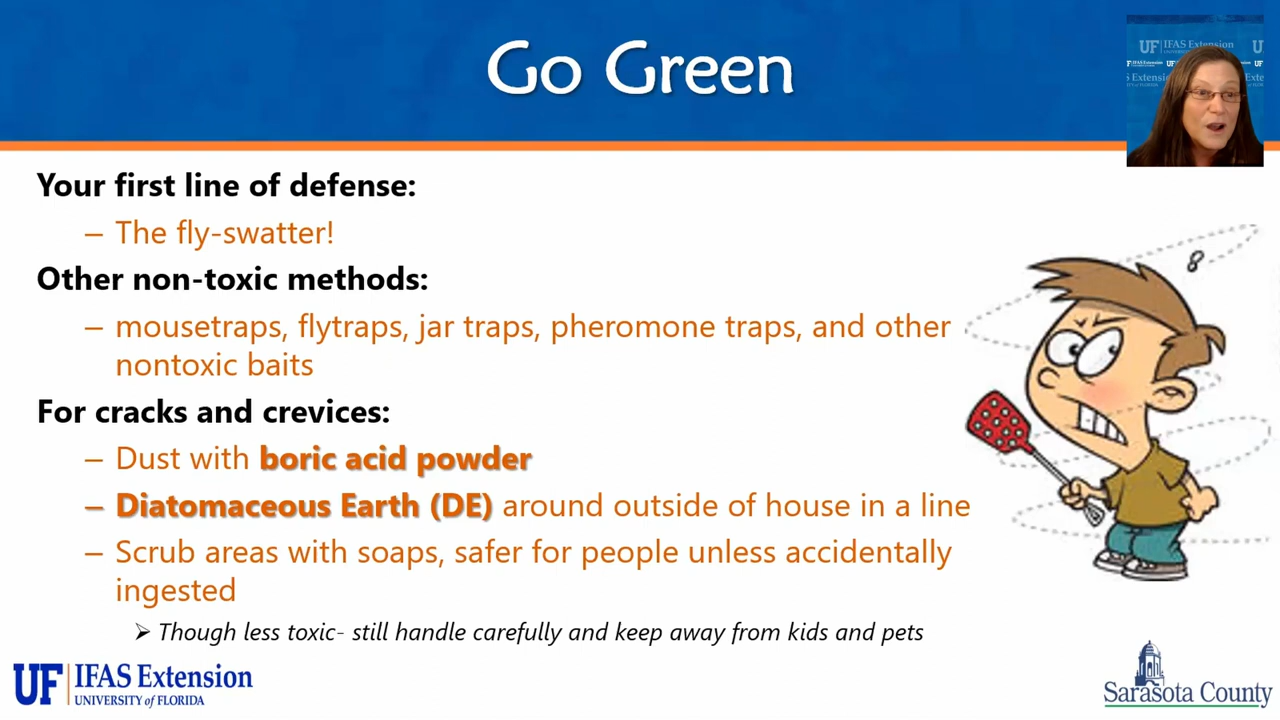 Go Green
UF IFAS Extension
Your first line of defense:
– The fly-swatter!
Other non-toxic methods:
– mousetraps, flytraps, jar traps, pheromone traps, and other
nontoxic baits
For cracks and crevices:
– Dust with boric acid powder
– Diatomaceous Earth (DE) around outside of house in a line
– Scrub areas with soaps, safer for people unless accidentally
ingested
➢ Though less toxic- still handle carefully and keep away from kids and pets
UF IFAS Extension
UNIVERSITY of FLORIDA
Sarasota County